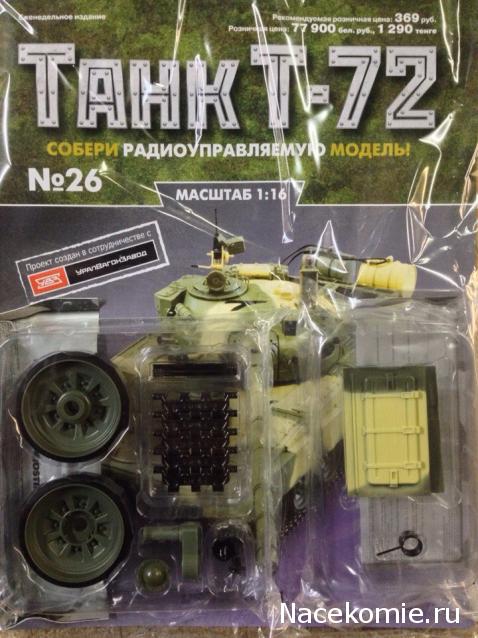 Еженедельное издание
Рекомендуемая розничная цена: 369 руб.
Розничная цена: 77 900 бел. руб., 1 290 тенге
ТАНК Т-72
СОБЕРИ РАДИОУПРАВЛЯЕМУЮ МОДЕЛЬ!
№26
МАСШТАБ 1:16
Проект создан в сотрудничестве с
УРАЛВАГОНЗАВОД
Nacekomie.ru